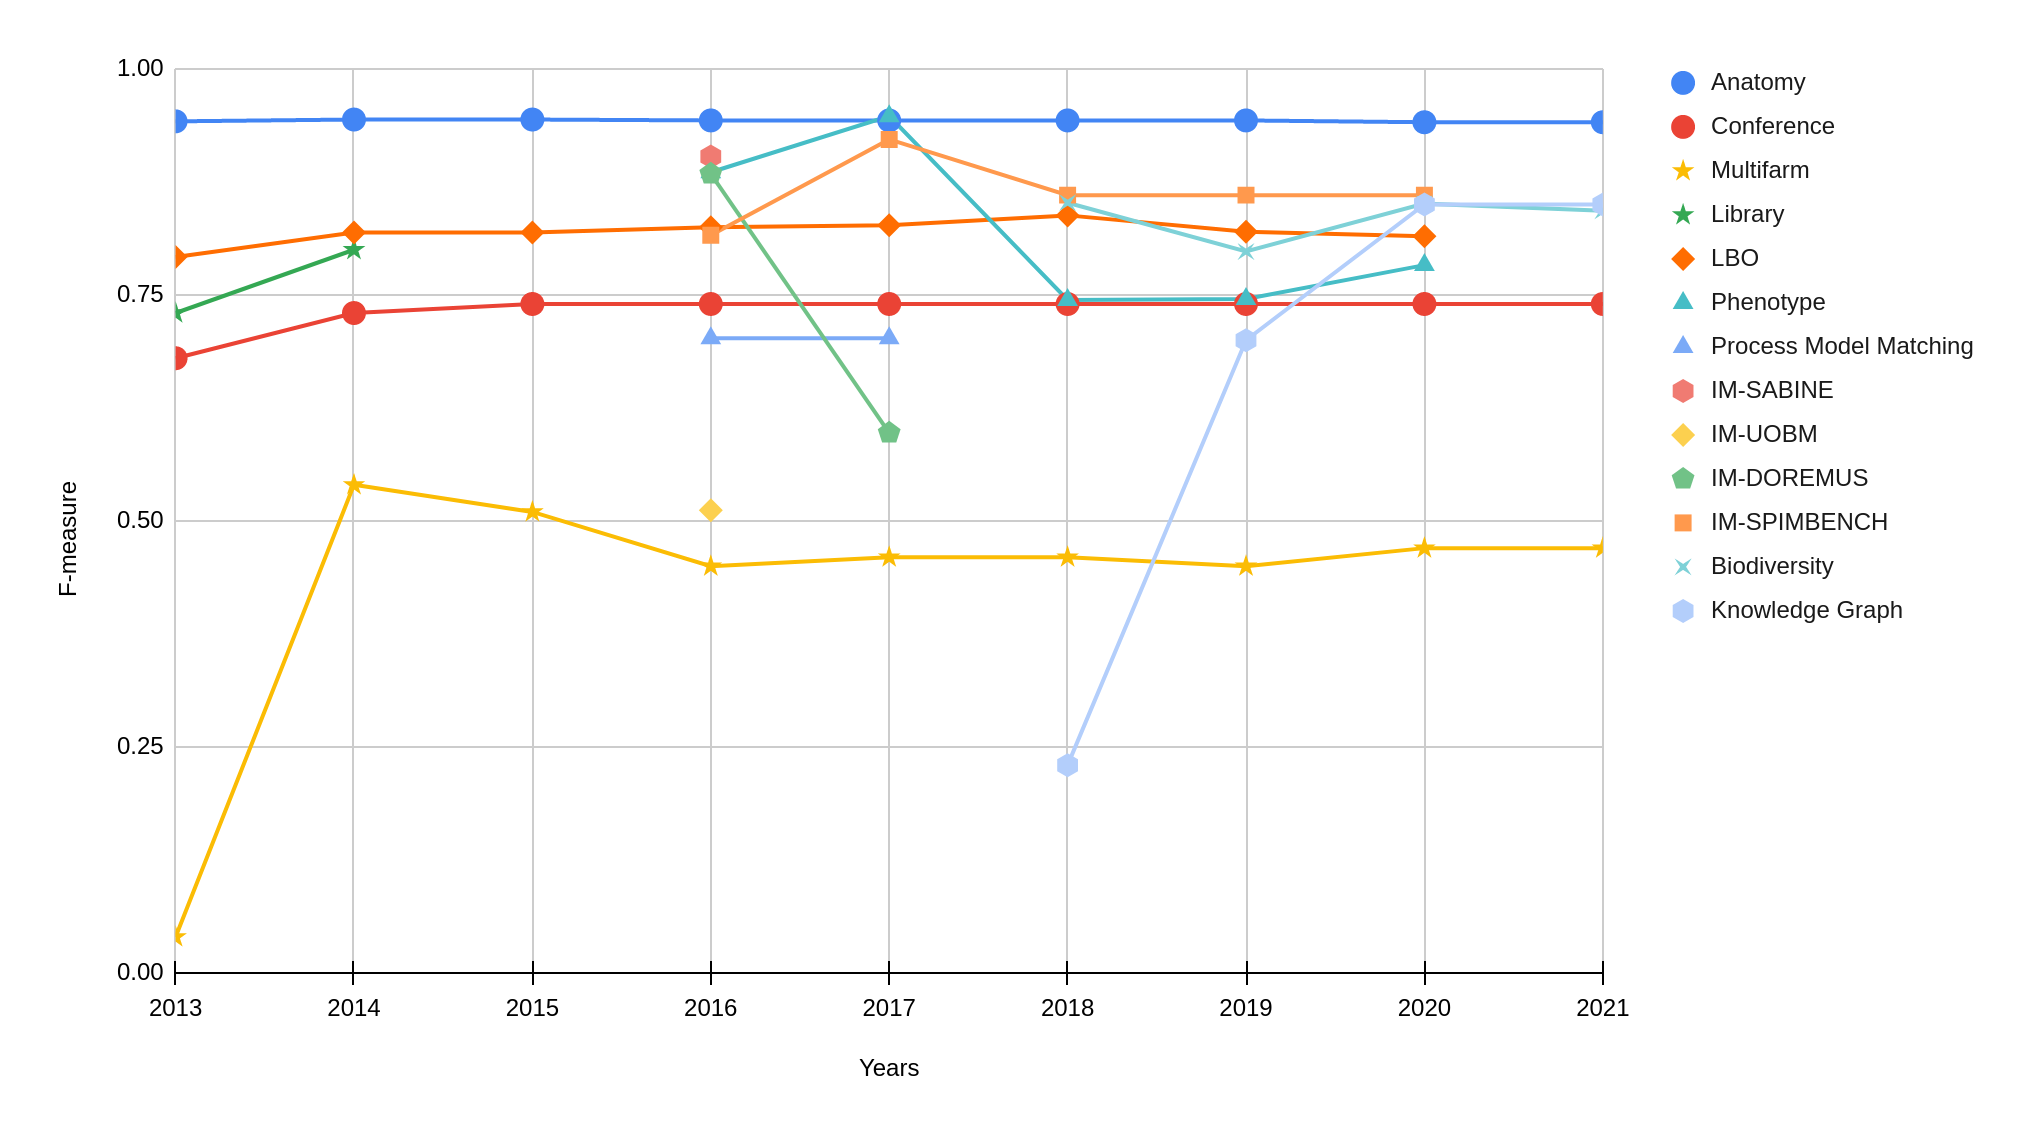 1.00
0.75
0.50
0.25
0.00
F-measure
2013 2014 2015 2016 2017 2018 2019 2020 2021
Years
Anatomy
Conference
Multifarm
Library
LBO
Phenotype
Process Model Matching
IM-SABINE
IM-UOBM
IM-DOREMUS
IM-SPIMBENCH
Biodiversity
Knowledge Graph